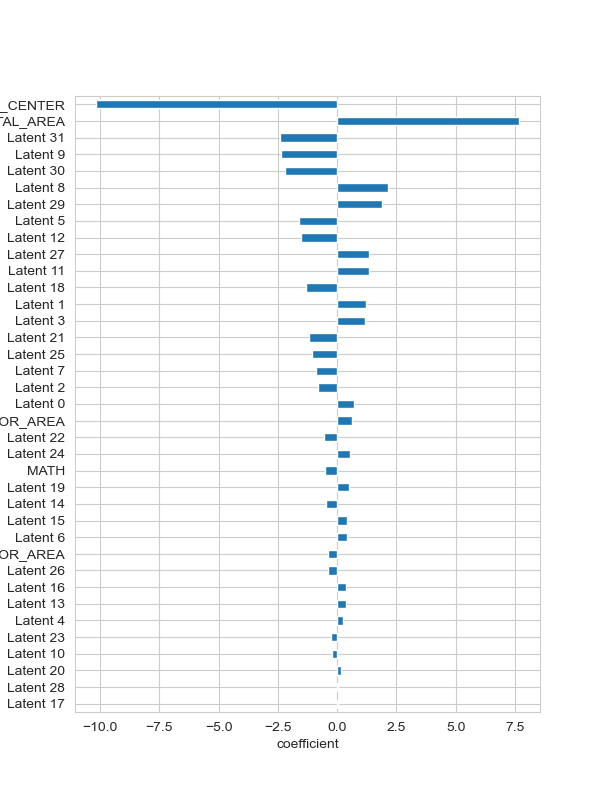 _CENTER
TAL_AREA
Latent 31
Latent 9
Latent 30
Latent 8
Latent 29
Latent 5
Latent 12
Latent 27
Latent 11
Latent 18
Latent 1
Latent 3
Latent 21
Latent 25
Latent 7
Latent 2
Latent 0
OR_AREA
Latent 22
Latent 24
MATH
Latent 19
Latent 14
Latent 15
Latent 6
OR_AREA
Latent 26
Latent 16
Latent 13
Latent 4
Latent 23
Latent 10
Latent 20
Latent 28
Latent 17
−10.0 −7.5 −5.0 −2.5 0.0 2.5 5.0 7.5
coefficient